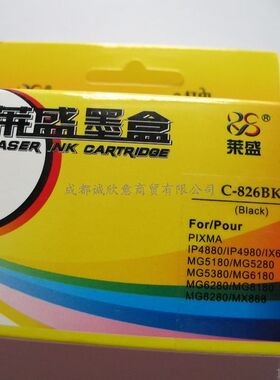 莱盛墨盒
LASER INK CARTRIDGE
莱盛
®
成都诚欣意商贸有限公司
C-826BK
(Black)
For/Pour
PIXMA
IP4880/IP4980/IX6
MG5180/MG5280
MG5380/MG6180
MG6280/MG8180
MG8280/MX888